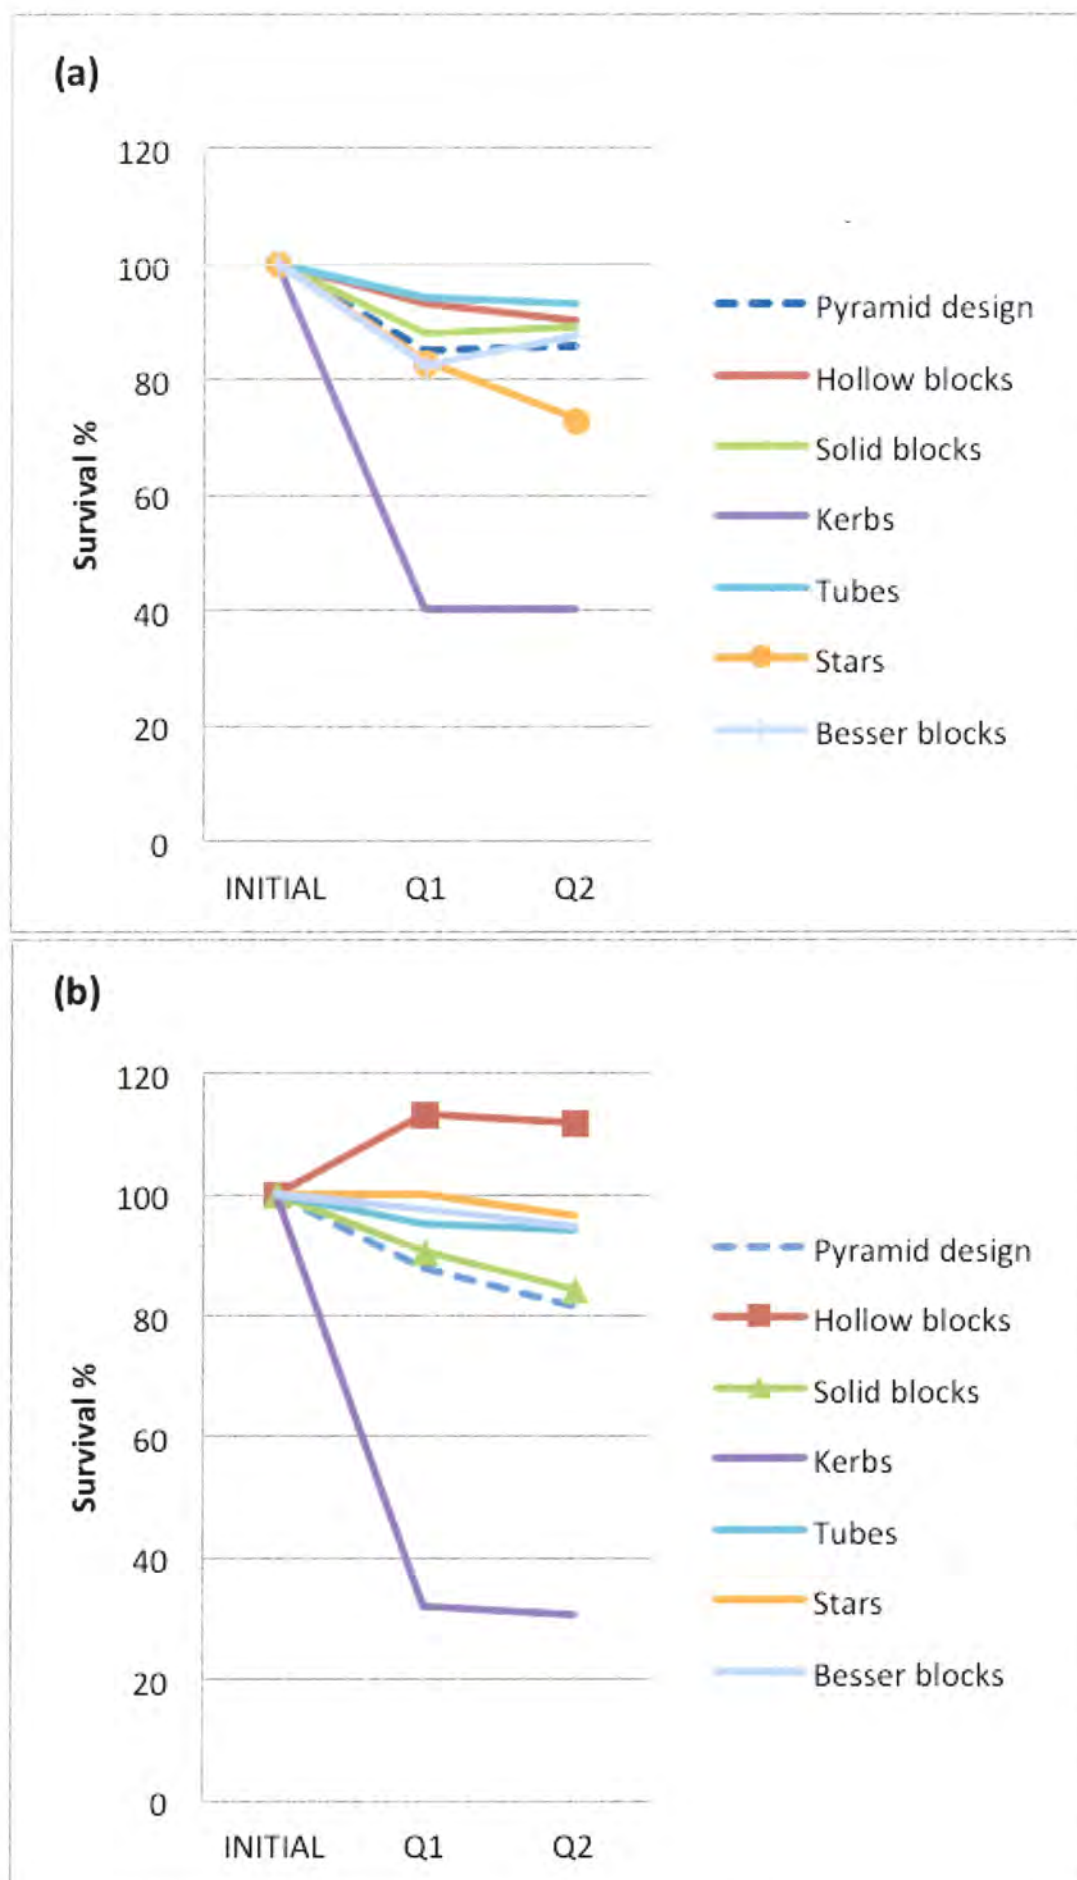 (a)
120
100
80
60
40
20
0
Survival %
INITIAL Q1 Q2
Pyramid design
Hollow blocks
Solid blocks
Kerbs
Tubes
Stars
Besser blocks
(b)
120
100
80
60
40
20
0
Survival %
INITIAL Q1 Q2
Pyramid design
Hollow blocks
Solid blocks
Kerbs
Tubes
Stars
Besser blocks